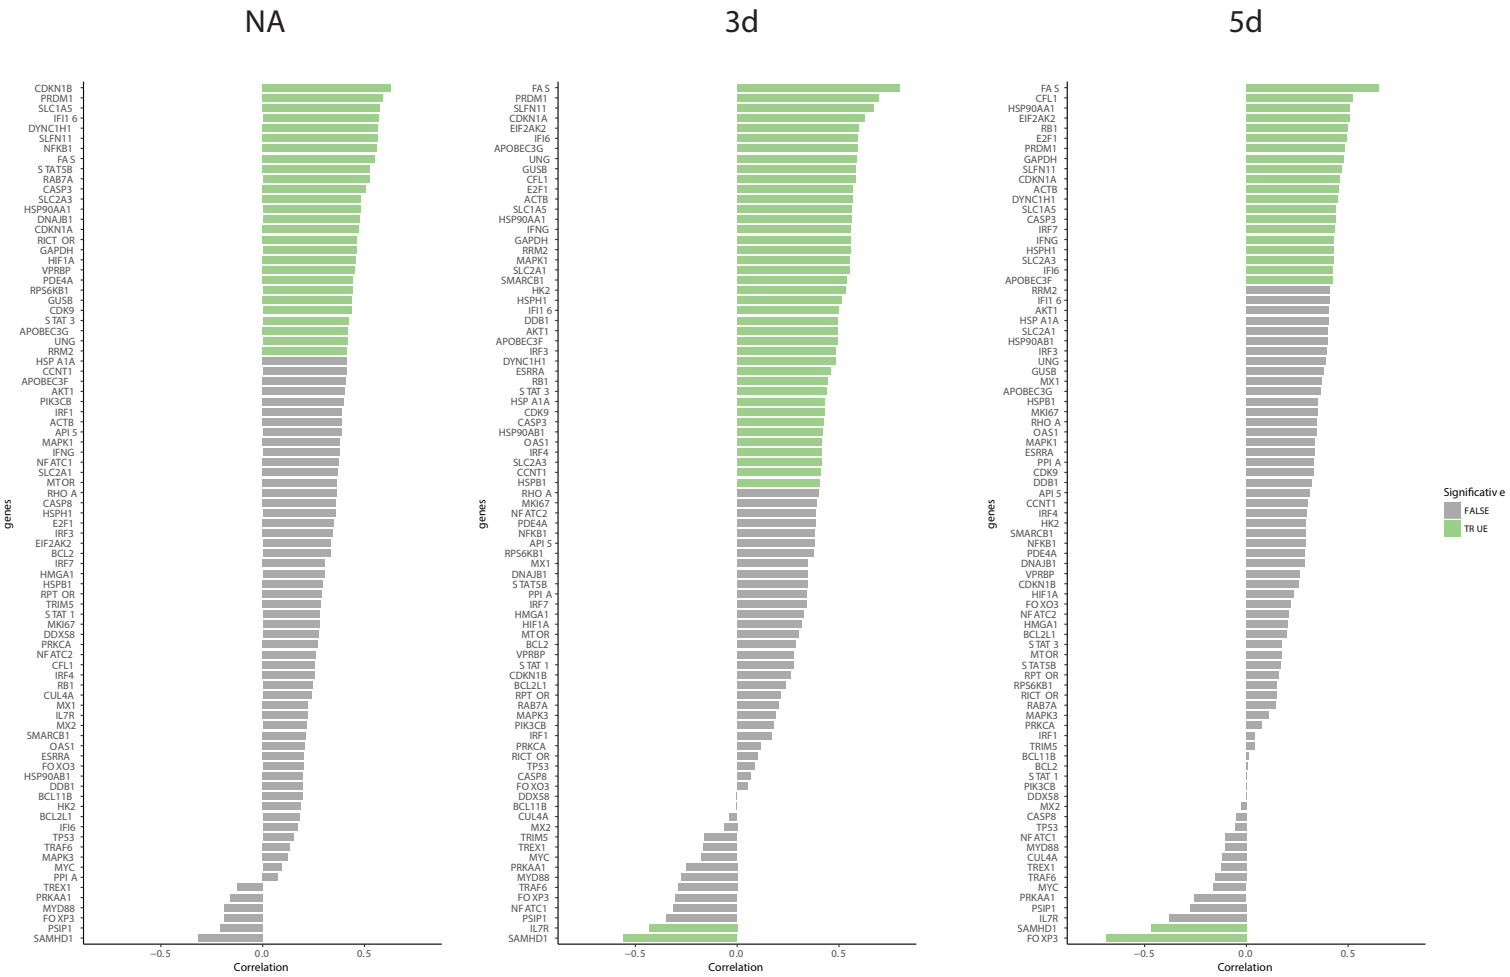 NA
3d
5d
CDKN1B
PRDM1
SLC1A5
IFI1 6
DYNC1H1
SLFN11
NFKB1
FA S
S TAT5B
RAB7A
CASP3
SLC2A3
HSP90AA1
DNAJB1
CDKN1A
RICT OR
GAPDH
HIF1A
VPRBP
PDE4A
RPS6KB1
GUSB
CDK9
S TAT 3
APOBEC3G
UNG
RRM2
HSP A1A
CCNT1
APOBEC3F
AKT1
PIK3CB
IRF1
ACTB
API 5
MAPK1
IFNG
NF ATC1
SLC2A1
MT OR
RHO A
CASP8
HSPH1
E2F1
IRF3
EIF2AK2
BCL2
IRF7
HMGA1
HSPB1
RPT OR
TRIM5
S TAT 1
MKI67
DDX58
PRKCA
NF ATC2
CFL1
IRF4
RB1
CUL4A
MX1
IL7R
MX2
SMARCB1
OAS1
ESRRA
FO XO3
HSP90AB1
DDB1
BCL11B
HK2
BCL2L1
IFI6
TP53
TRAF6
MAPK3
MYC
PPI A
TREX1
PRKAA1
MYD88
FO XP3
PSIP1
SAMHD1
genes
−0.5
0.0
0.5
Correlation
FA S
PRDM1
SLFN11
CDKN1A
EIF2AK2
IFI6
APOBEC3G
UNG
GUSB
CFL1
E2F1
ACTB
SLC1A5
HSP90AA1
IFNG
GAPDH
RRM2
MAPK1
SLC2A1
SMARCB1
HK2
HSPH1
IFI1 6
DDB1
AKT1
APOBEC3F
IRF3
DYNC1H1
ESRRA
RB1
S TAT 3
HSP A1A
CDK9
CASP3
HSP90AB1
OAS1
IRF4
SLC2A3
CCNT1
HSPB1
RHO A
MKI67
NF ATC2
PDE4A
NFKB1
API 5
RPS6KB1
MX1
DNAJB1
S TAT5B
PPI A
IRF7
HMGA1
HIF1A
MT OR
BCL2
VPRBP
S TAT 1
CDKN1B
BCL2L1
RPT OR
RAB7A
MAPK3
PIK3CB
IRF1
PRKCA
RICT OR
TP53
CASP8
FO XO3
DDX58
BCL11B
CUL4A
MX2
TRIM5
TREX1
MYC
PRKAA1
MYD88
TRAF6
FO XP3
NF ATC1
PSIP1
IL7R
SAMHD1
genes
−0.5
0.0
0.5
Correlation
FA S
CFL1
HSP90AA1
EIF2AK2
RB1
E2F1
PRDM1
GAPDH
SLFN11
CDKN1A
ACTB
DYNC1H1
SLC1A5
CASP3
IRF7
IFNG
HSPH1
SLC2A3
IFI6
APOBEC3F
RRM2
IFI1 6
AKT1
HSP A1A
SLC2A1
HSP90AB1
IRF3
UNG
GUSB
MX1
APOBEC3G
HSPB1
MKI67
RHO A
OAS1
MAPK1
ESRRA
PPI A
CDK9
DDB1
API 5
CCNT1
IRF4
HK2
SMARCB1
NFKB1
PDE4A
DNAJB1
VPRBP
CDKN1B
HIF1A
FO XO3
NF ATC2
HMGA1
BCL2L1
S TAT 3
MT OR
S TAT5B
RPT OR
RPS6KB1
RICT OR
RAB7A
MAPK3
PRKCA
IRF1
TRIM5
BCL11B
BCL2
S TAT 1
PIK3CB
DDX58
MX2
CASP8
TP53
NF ATC1
MYD88
CUL4A
TREX1
TRAF6
MYC
PRKAA1
PSIP1
IL7R
SAMHD1
FO XP3
genes
−0.5
0.0
0.5
Correlation
Significativ e
FALSE
TR UE